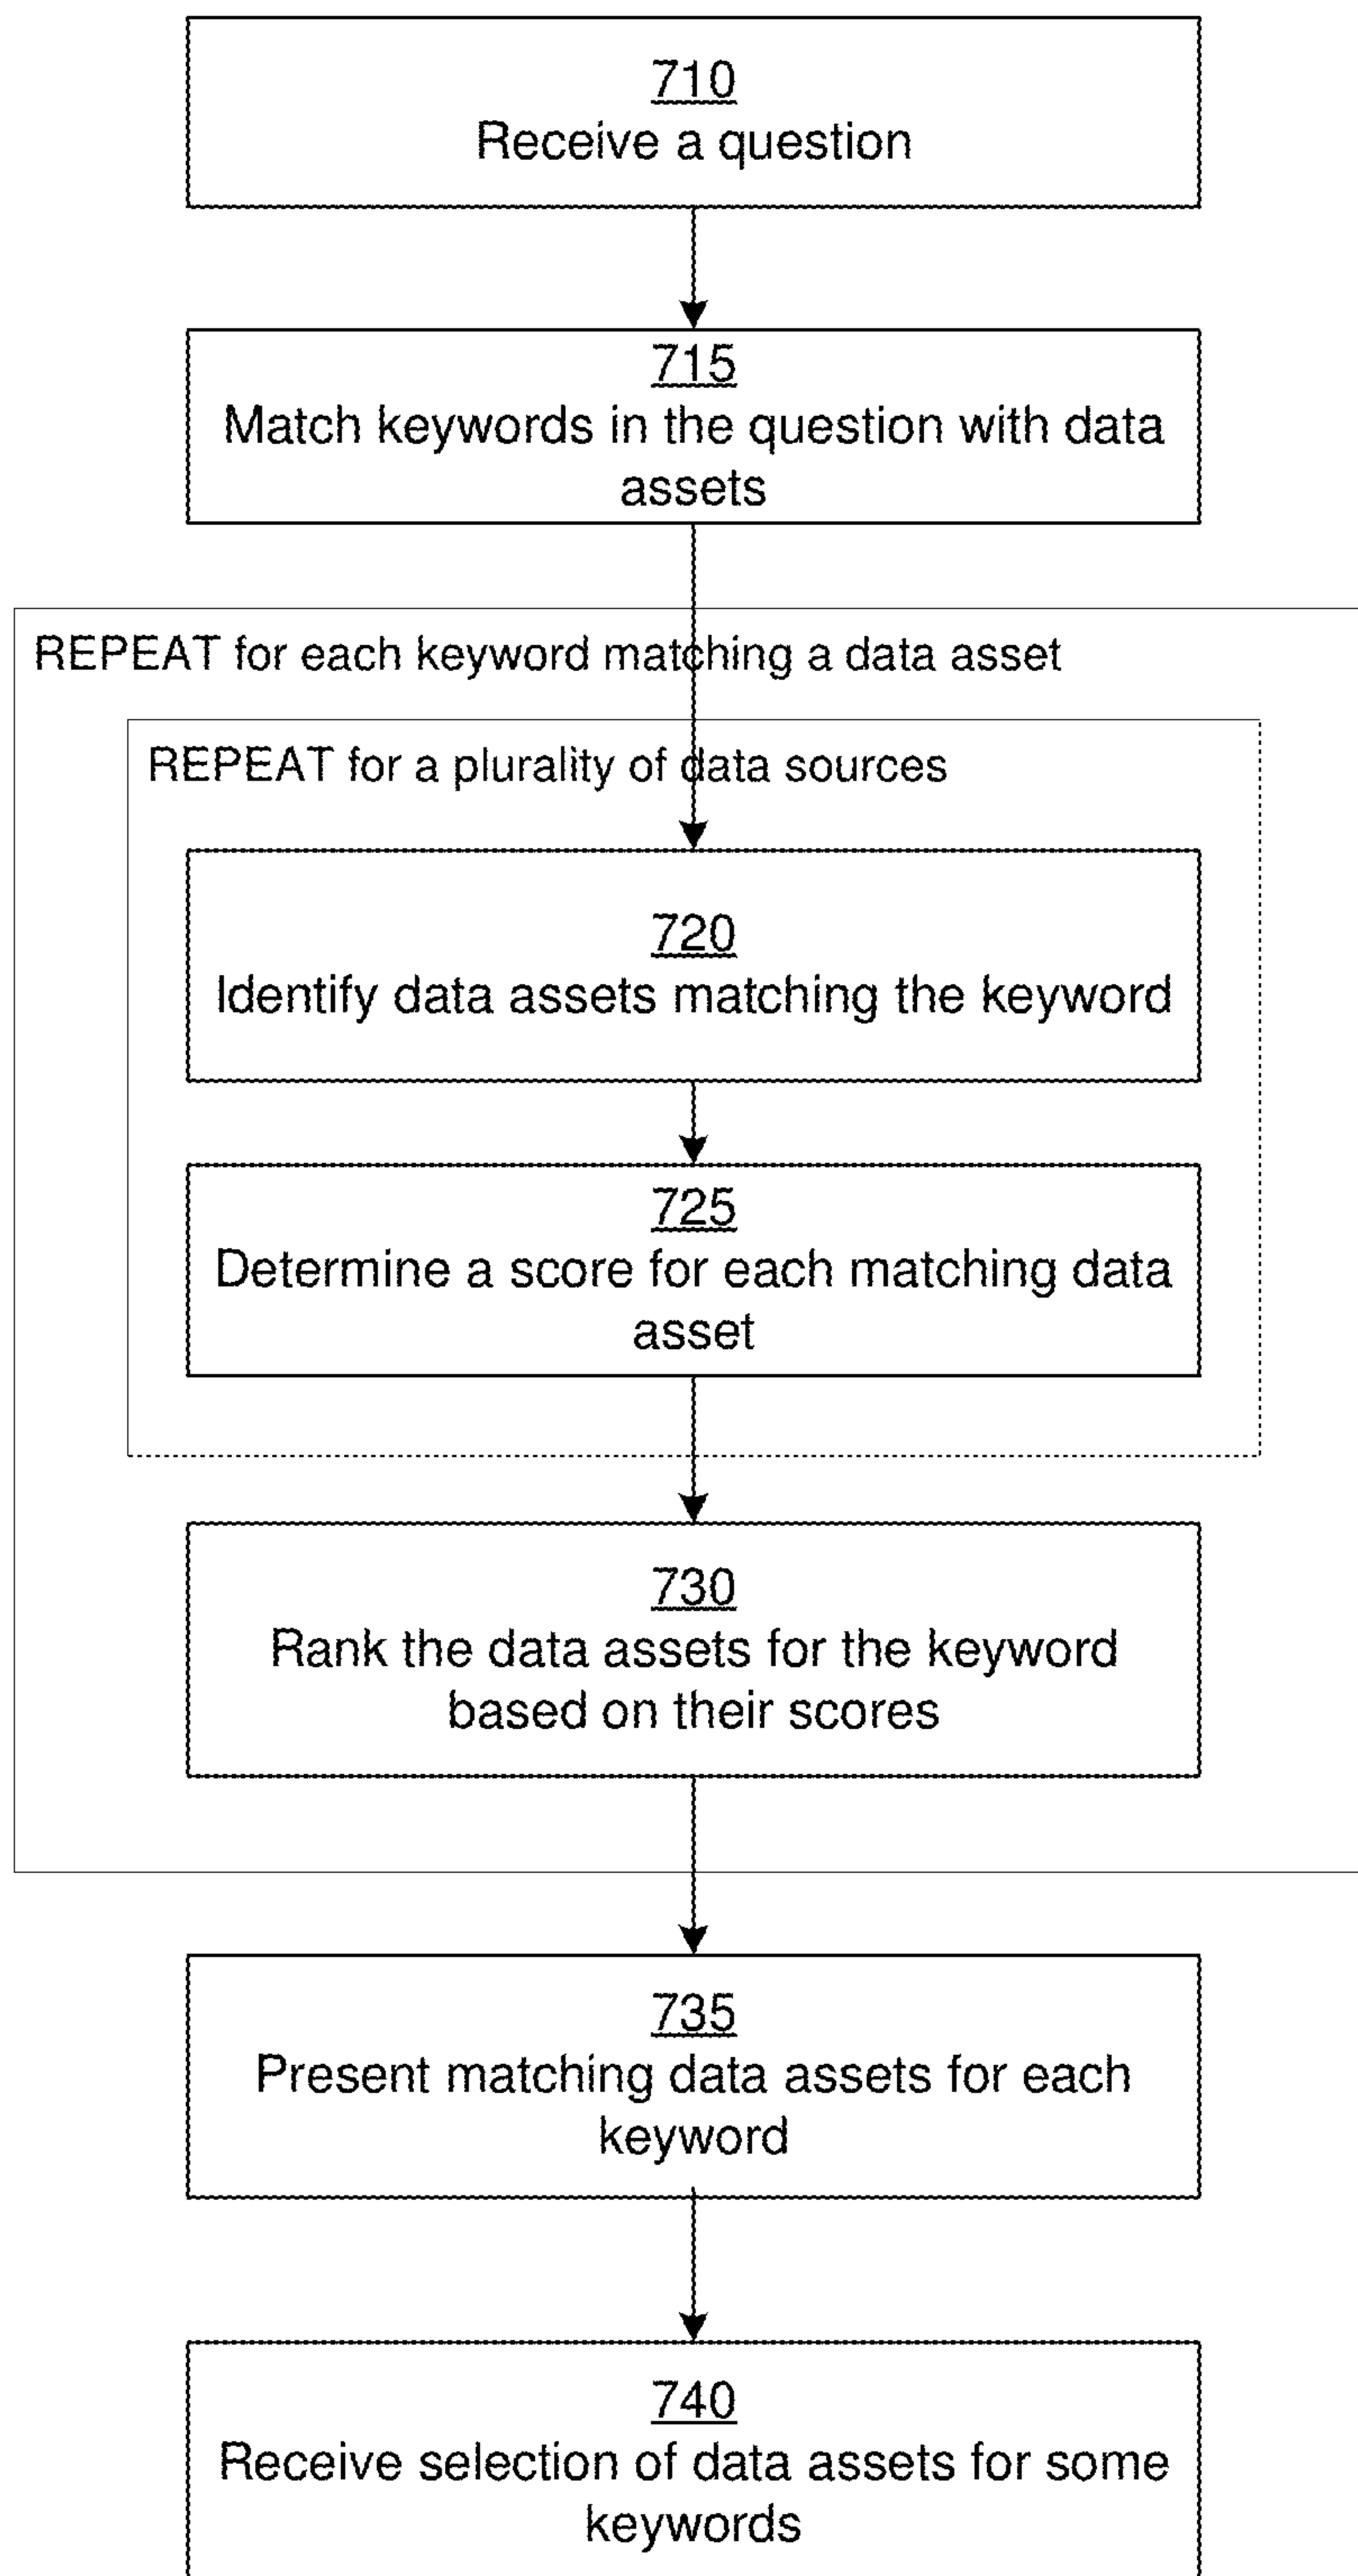 710
Receive a question
715
Match keywords in the question with data
assets
REPEAT for each keyword matching a data asset
REPEAT for a plurality of data sources
720
Identify data assets matching the keyword
725
Determine a score for each matching data
asset
730
Rank the data assets for the keyword
based on their scores
735
Present matching data assets for each
keyword
740
Receive selection of data assets for some
keywords